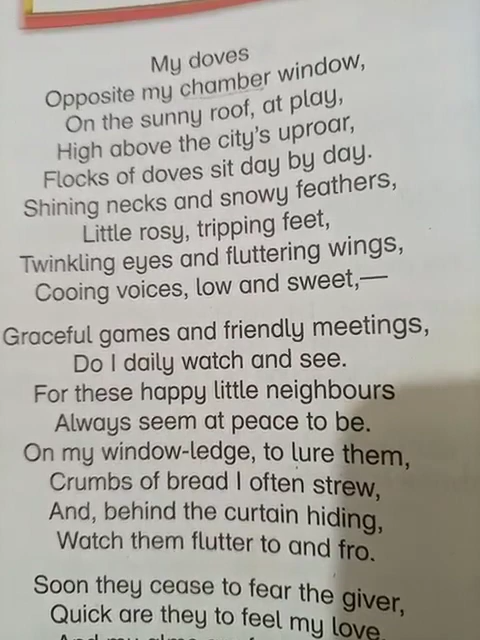 My doves
Opposite my chamber window,
On the sunny roof, at play,
High above the city's uproar,
Flocks of doves sit day by day.
Shining necks and snowy feathers,
Little rosy, tripping feet,
Twinkling eyes and fluttering wings,
Cooing voices, low and sweet,—
Graceful games and friendly meetings,
Do I daily watch and see.
For these happy little neighbours
Always seem at peace to be.
On my window-ledge, to lure them,
Crumbs of bread I often strew,
And, behind the curtain hiding,
Watch them flutter to and fro.
Soon they cease to fear the giver,
Quick are they to feel my love,
And my alms